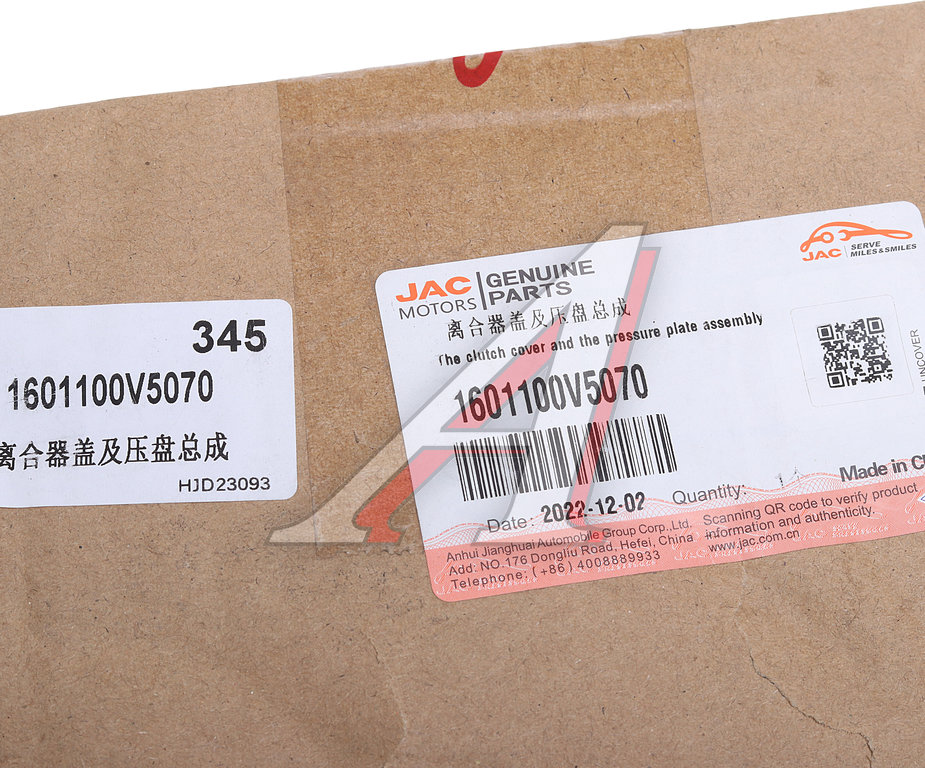 345
1601100V5070
离合器盖及压盘总成
HJD23093
JAC
MOTORS
GENUINE
PARTS
JAC
SERVE
MILES & SMILES
离合器盖及压盘总成
The clutch cover and the pressure plate assembly
1601100V5070
UNCOVER
Made in C
Date: 2022-12-02
Quantity:
Anhui Jianghuai Automobile Group Corp., Ltd.
Add: NO.176 Dongliu Road, Hefei, China
Telephone: (+86) 4008889933
Scanning QR code to verify product
information and authenticity.
www.jac.com.cn